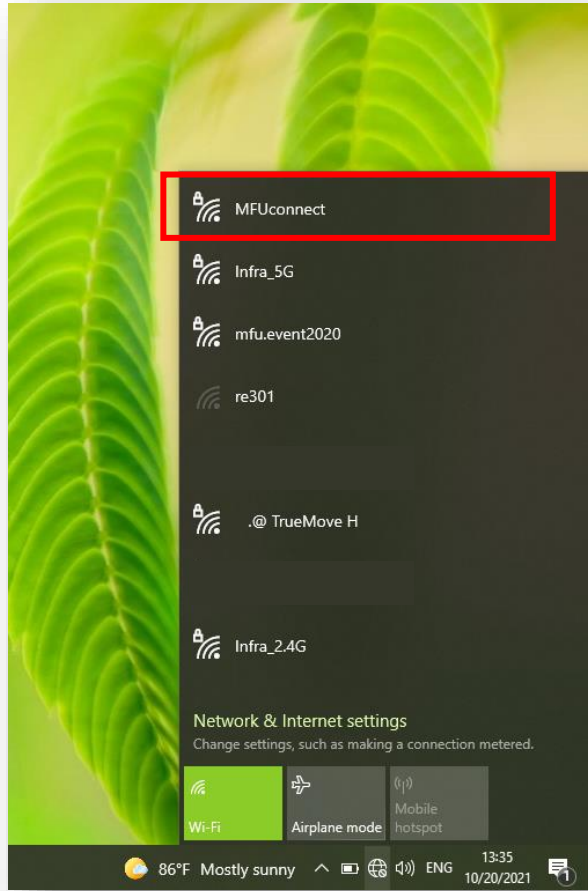 MFUconnect
Infra_5G
mfu.event2020
re301
.@ TrueMove H
Infra_2.4G
Network & Internet settings
Change settings, such as making a connection metered.
Wi-Fi
Airplane mode
Mobile
hotspot
86°F Mostly sunny
ENG
13:35
10/20/2021
1